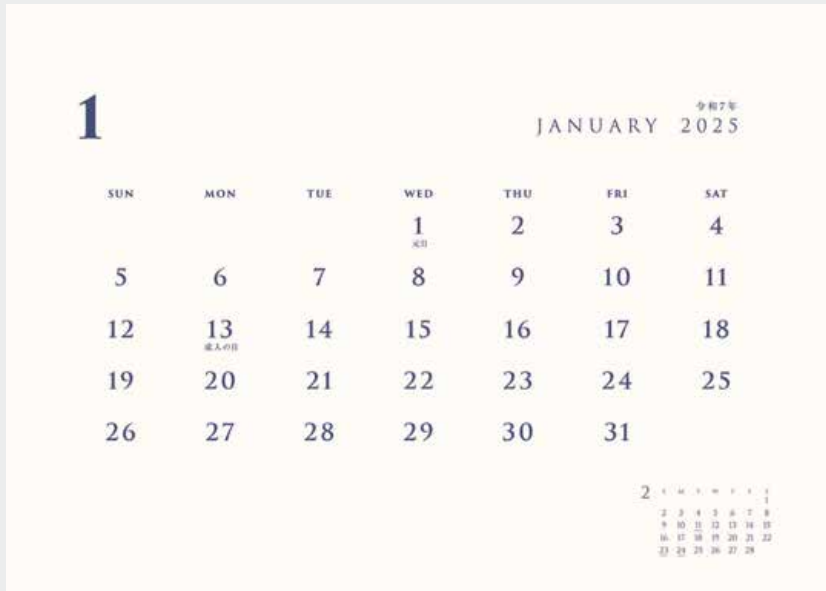 1
令和7年
JANUARY 2025
SUN MON TUE WED THU FRI SAT
1 2 3 4
元日
5 6 7 8 9 10 11
12 13 14 15 16 17 18
成人の日
19 20 21 22 23 24 25
26 27 28 29 30 31
2 S M T W T F S
1
2 3 4 5 6 7 8
9 10 11 12 13 14 15
16 17 18 19 20 21 22
23 24 25 26 27 28